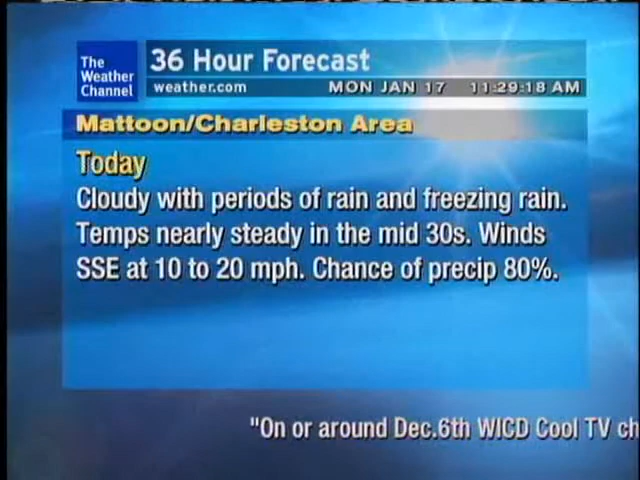 The
Weather
Channel
36 Hour Forecast
weather.com MON JAN 17 11:29:18 AM
Mattoon/Charleston Area
Today
Cloudy with periods of rain and freezing rain.
Temps nearly steady in the mid 30s. Winds
SSE at 10 to 20 mph. Chance of precip 80%.
"On or around Dec.6th WICD Cool TV ch